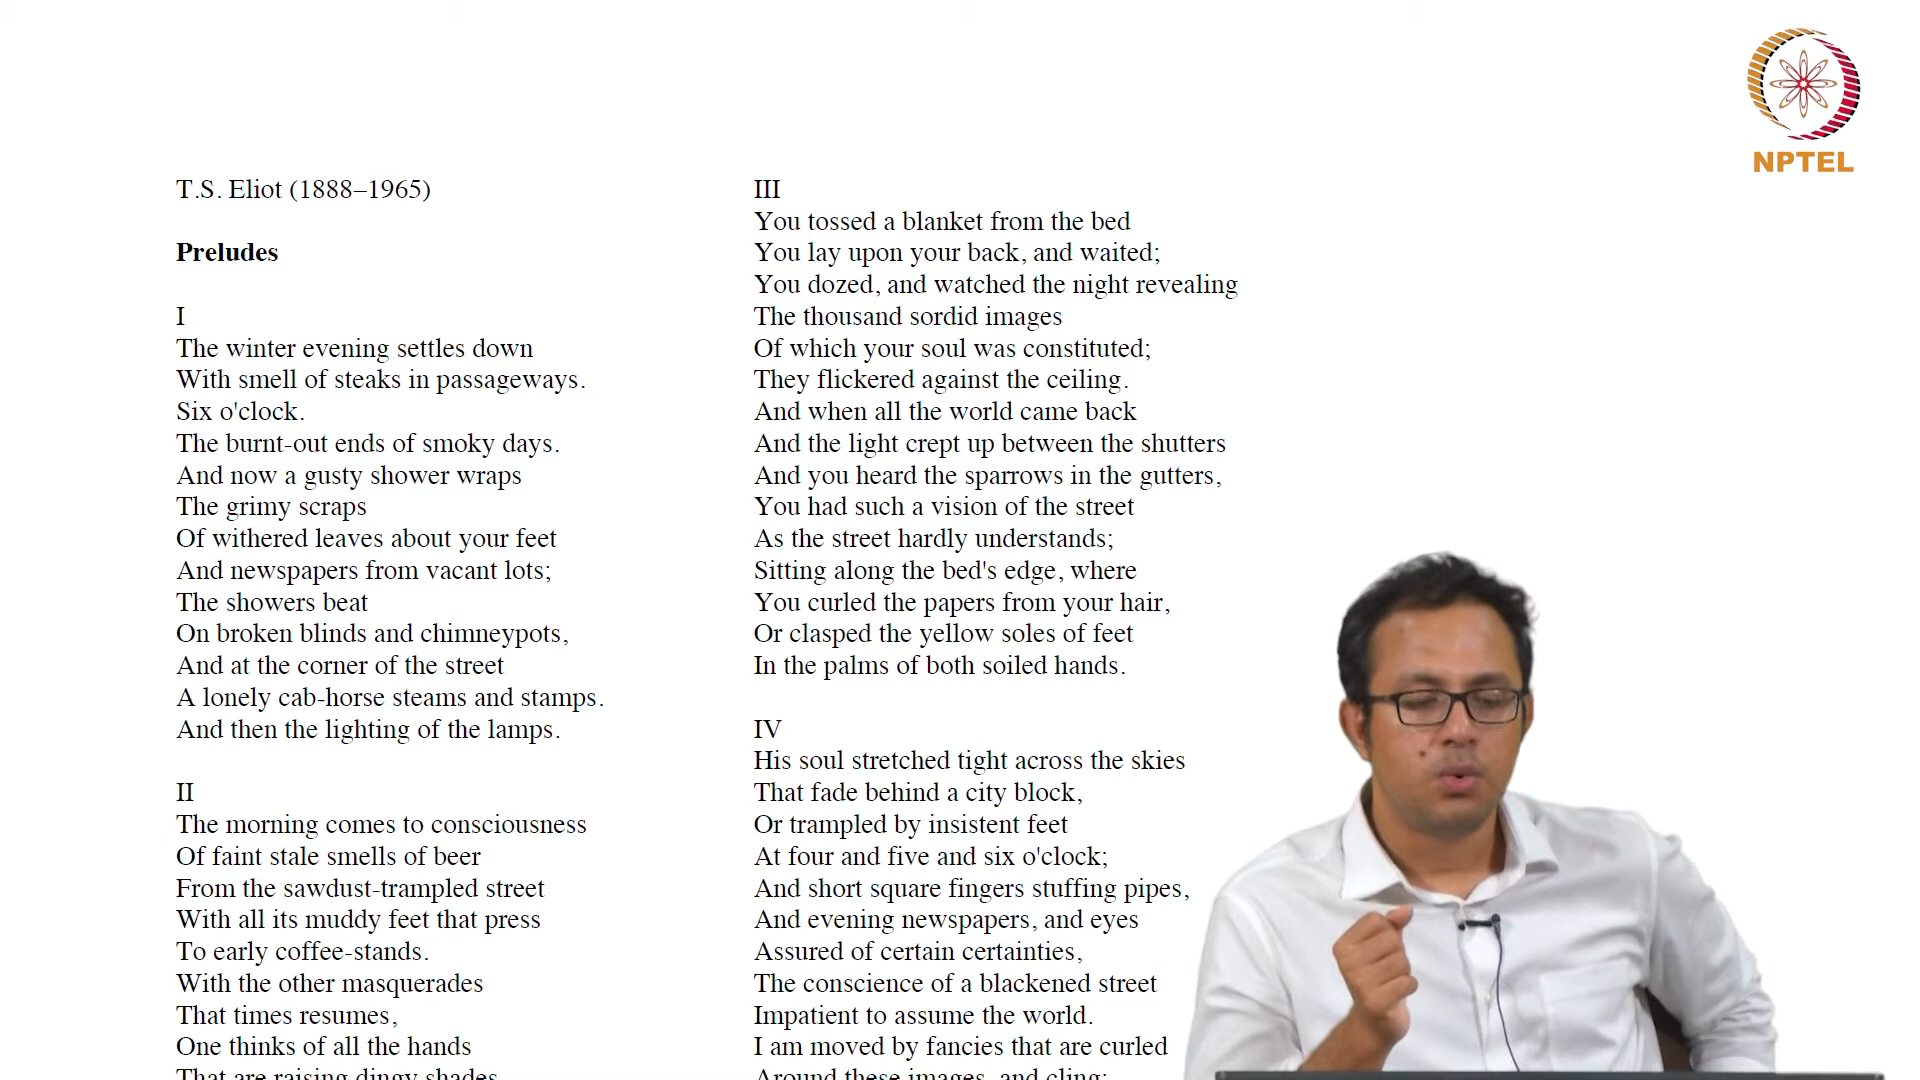 T.S. Eliot (1888–1965)
Preludes
I
The winter evening settles down
With smell of steaks in passageways.
Six o'clock.
The burnt-out ends of smoky days.
And now a gusty shower wraps
The grimy scraps
Of withered leaves about your feet
And newspapers from vacant lots;
The showers beat
On broken blinds and chimneypots,
And at the corner of the street
A lonely cab-horse steams and stamps.
And then the lighting of the lamps.
II
The morning comes to consciousness
Of faint stale smells of beer
From the sawdust-trampled street
With all its muddy feet that press
To early coffee-stands.
With the other masquerades
That times resumes,
One thinks of all the hands
That are raising dingy shades
III
You tossed a blanket from the bed
You lay upon your back, and waited;
You dozed, and watched the night revealing
The thousand sordid images
Of which your soul was constituted;
They flickered against the ceiling.
And when all the world came back
And the light crept up between the shutters
And you heard the sparrows in the gutters,
You had such a vision of the street
As the street hardly understands;
Sitting along the bed's edge, where
You curled the papers from your hair,
Or clasped the yellow soles of feet
In the palms of both soiled hands.
IV
His soul stretched tight across the skies
That fade behind a city block,
Or trampled by insistent feet
At four and five and six o'clock;
And short square fingers stuffing pipes,
And evening newspapers, and eyes
Assured of certain certainties,
The conscience of a blackened street
Impatient to assume the world.
I am moved by fancies that are curled
Around these images, and cling;
NPTEL